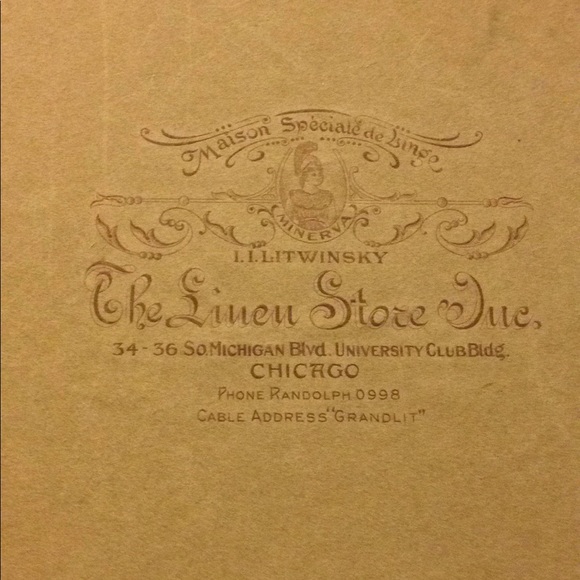 Maison Spéciale de Linge
MINERVA
I.I.LITWINSKY
The Linen Store Inc.
34-36 So.Michigan Blvd. University Club Bldg.
CHICAGO
Phone Randolph 0998
Cable Address "Grandlit"